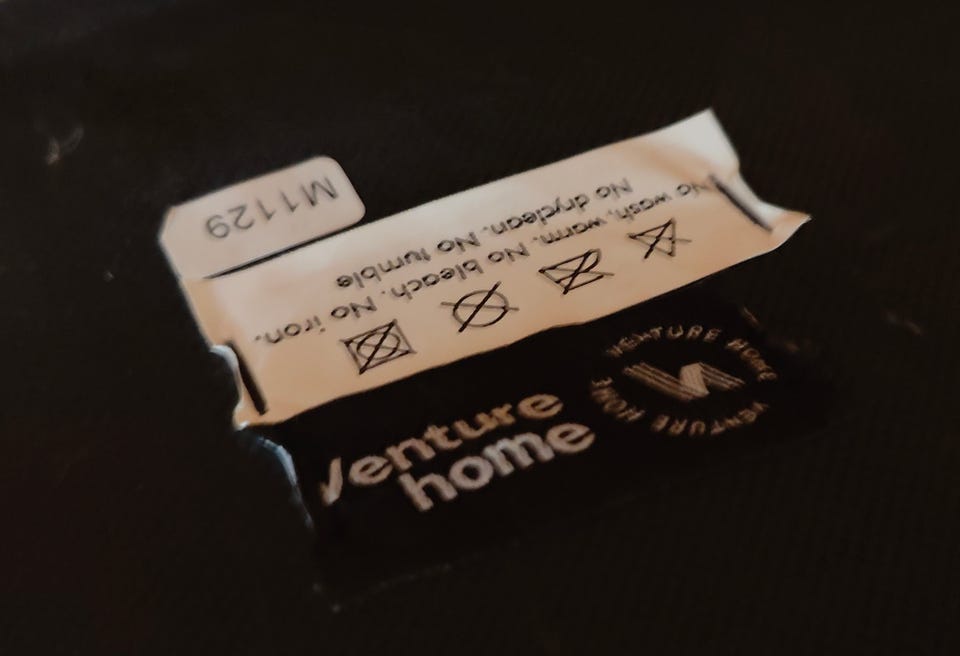 No wash, warm. No bleach. No iron.
No dryclean. No tumble
M1129
Venture
home
VENTURE HOME VENTURE HOME